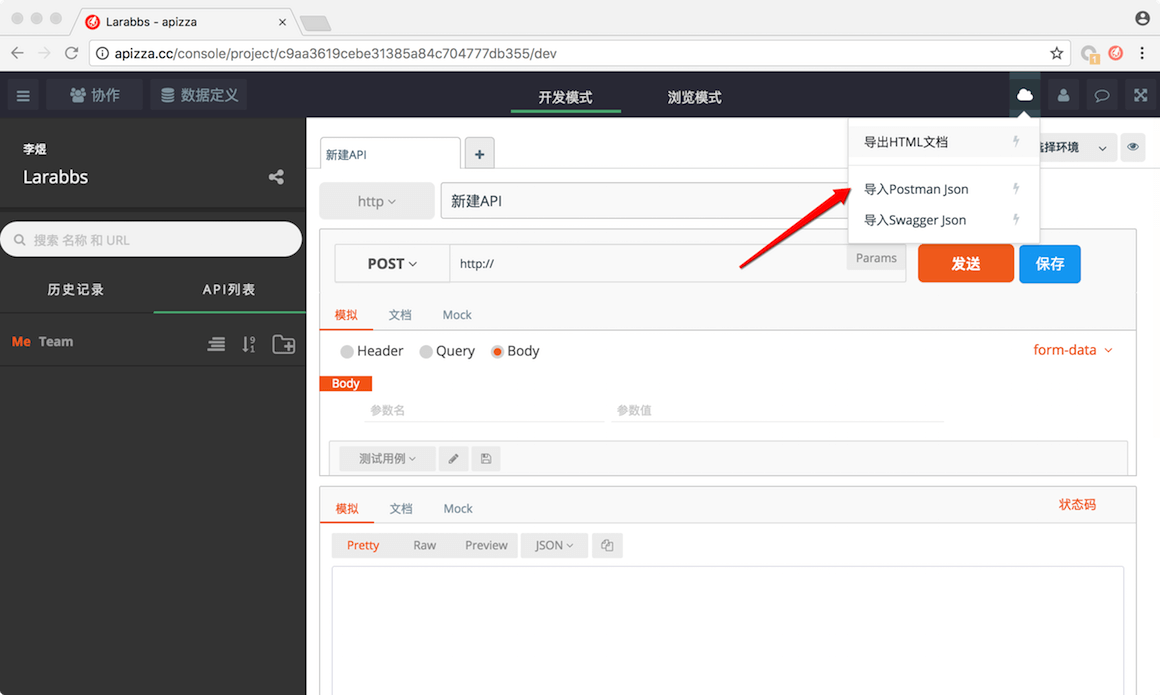 Larabbs - apizza
apizza.cc/console/project/c9aa3619cebe31385a84c704777db355/dev
1
协作
数据定义
开发模式
浏览模式
李煜
Larabbs
搜索 名称 和 URL
历史记录
API列表
Me Team
新建API
导出HTML文档
择环境
http
新建API
导入Postman Json
导入Swagger Json
POST
http://
Params
发送
保存
模拟
文档
Mock
Header
Query
Body
form-data
Body
参数名
参数值
测试用例
模拟
文档
Mock
状态码
Pretty
Raw
Preview
JSON